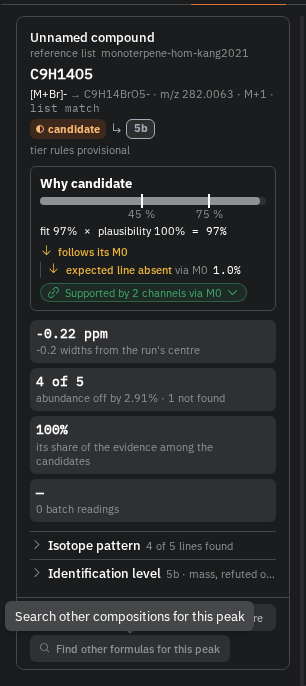 Unnamed compound
reference list monoterpene-hom-kang2021
C9H14O5
[M+Br]- → C9H14BrO5- · m/z 282.0063 · M+1 ·
list match
candidate ↳ 5b
tier rules provisional
Why candidate
45 % 75 %
fit 97% × plausibility 100% = 97%
↓ follows its M0
↓ expected line absent via M0 1.0%
Supported by 2 channels via M0
-0.22 ppm
-0.2 widths from the run's centre
4 of 5
abundance off by 2.91% · 1 not found
100%
its share of the evidence among the
candidates
—
0 batch readings
Isotope pattern 4 of 5 lines found
Identification level 5b · mass, refuted o...
Search other compositions for this peak
re
Find other formulas for this peak